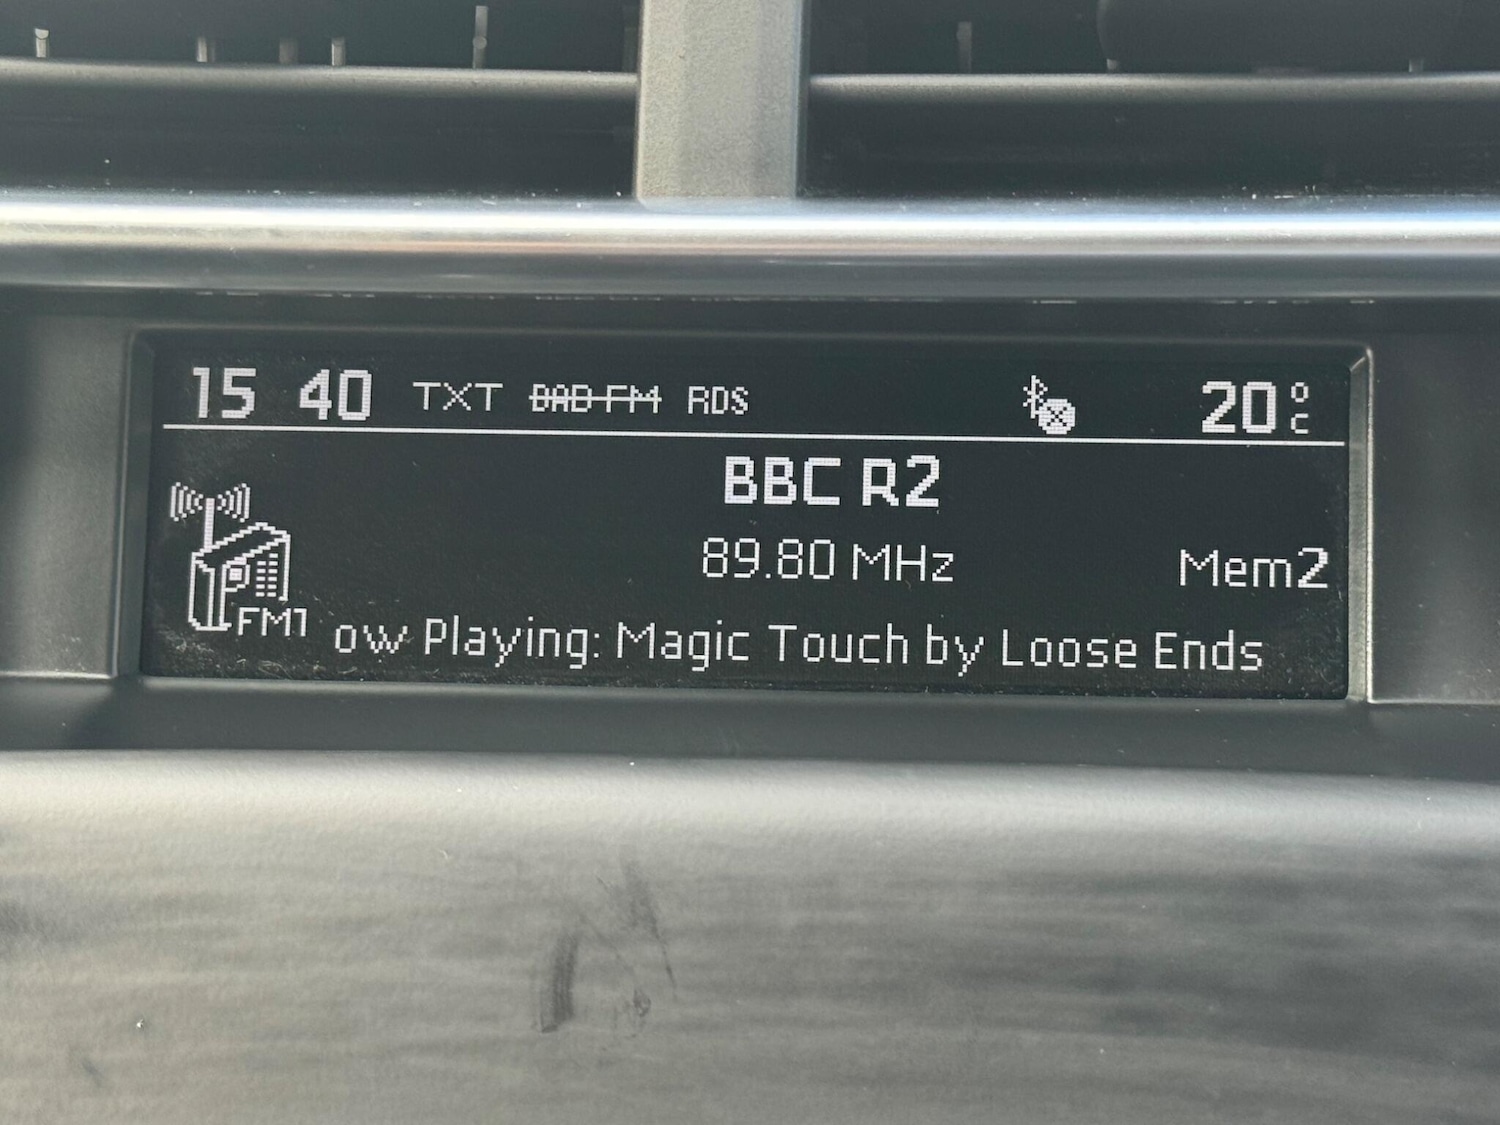 15 40 TXT DAB-FM RDS 20°C
BBC R2
89.80 MHz Mem2
FM1
ow Playing: Magic Touch by Loose Ends